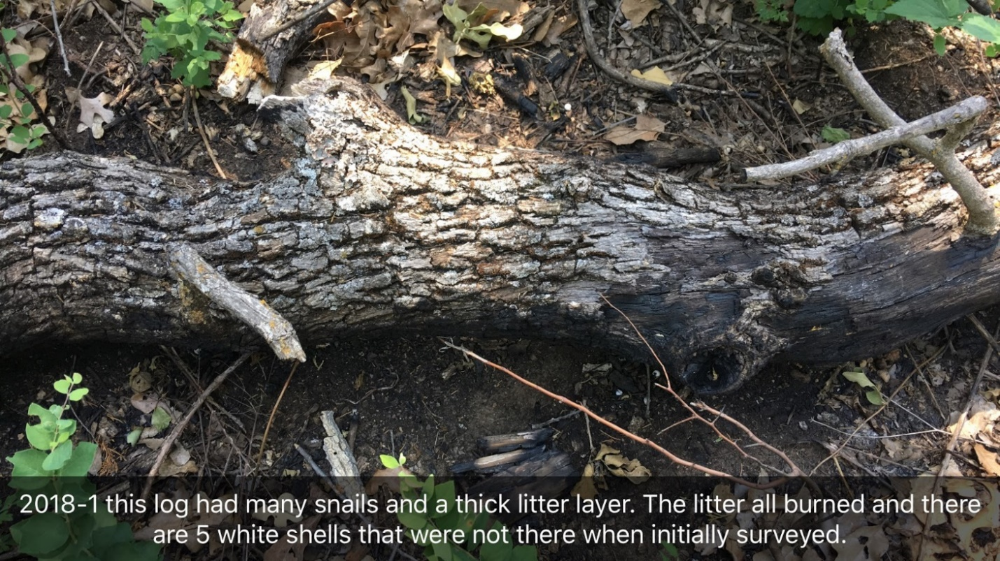 2018-1 this log had many snails and a thick litter layer. The litter all burned and there
are 5 white shells that were not there when initially surveyed.